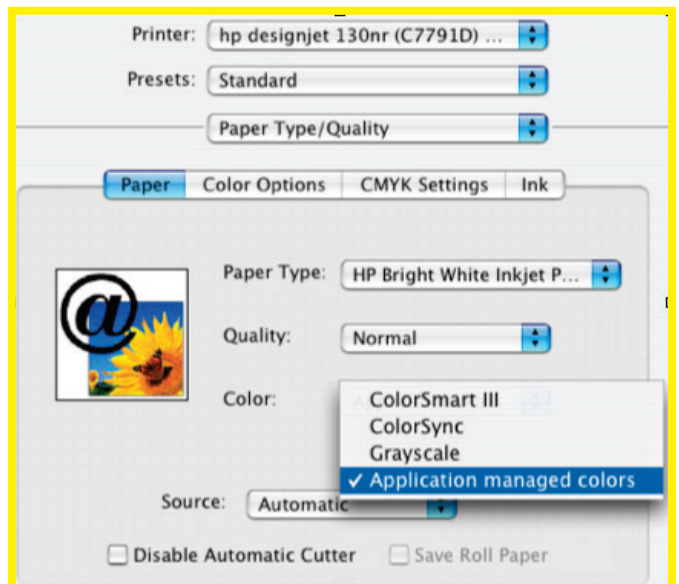 Printer: hp designjet 130nr (C7791D) ...
Presets: Standard
Paper Type/Quality
Paper Color Options CMYK Settings Ink
@
Paper Type: HP Bright White Inkjet P...
Quality: Normal
Color:
ColorSmart III
ColorSync
Grayscale
✓ Application managed colors
Source: Automatic
Disable Automatic Cutter Save Roll Paper